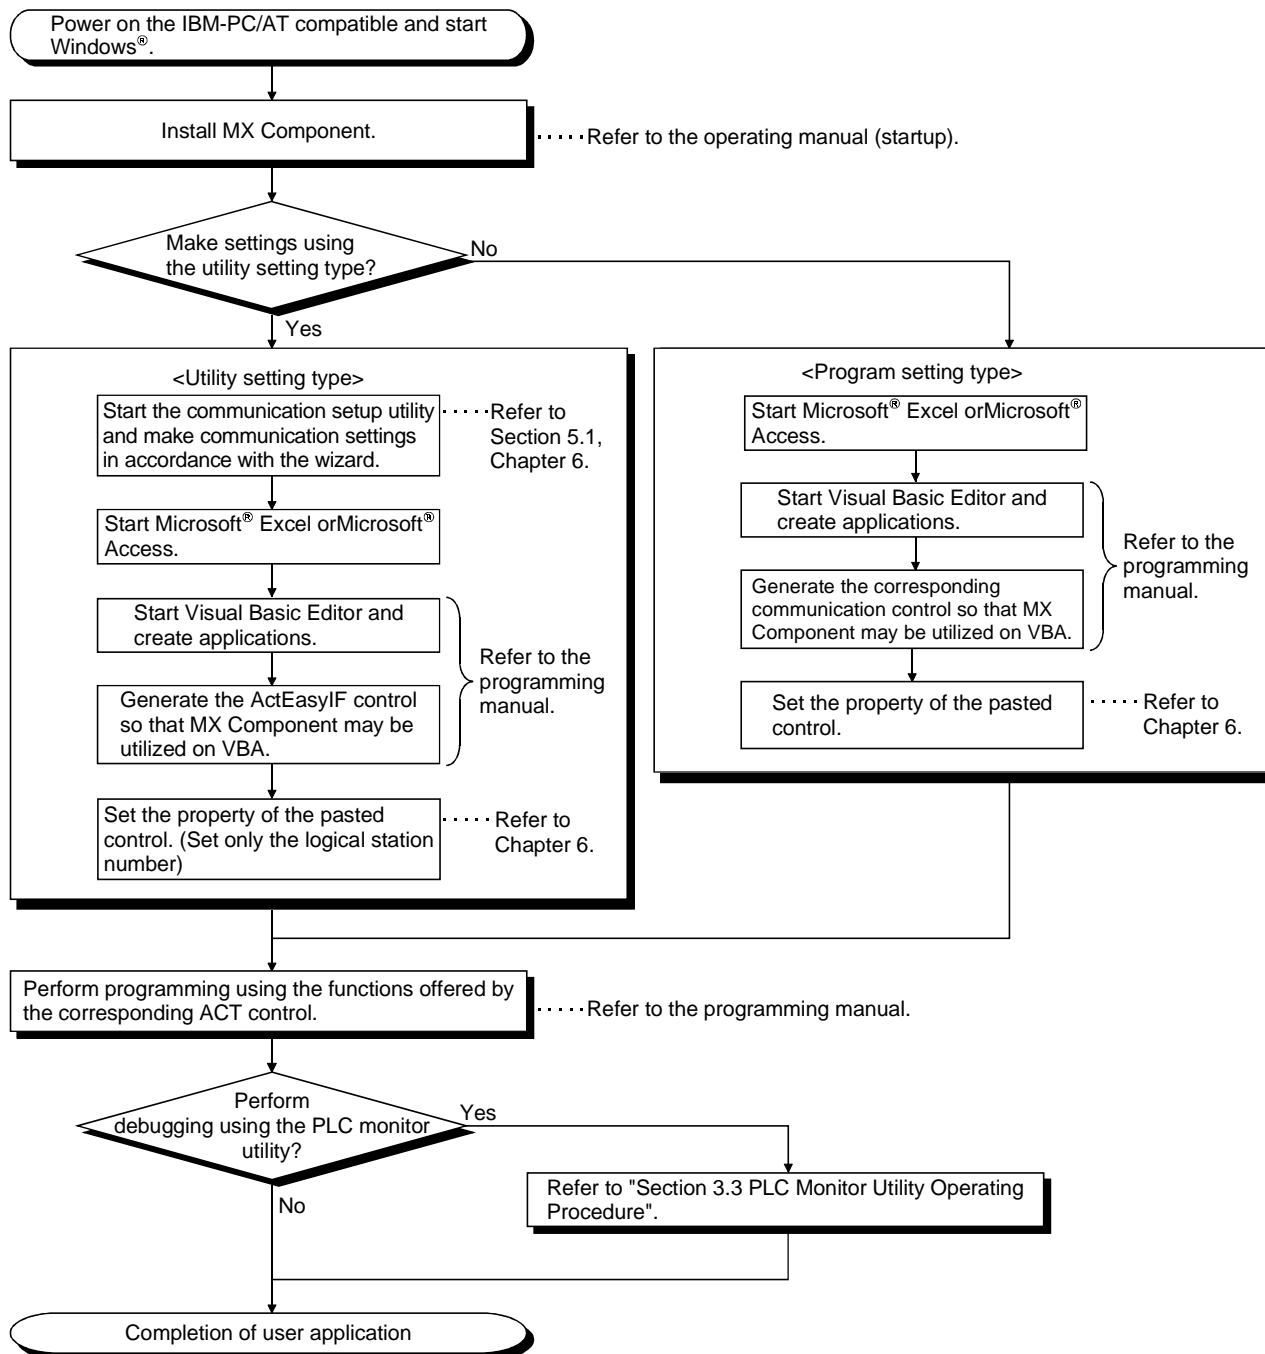 Power on the IBM-PC/AT compatible and start
Windows®.
Install MX Component.
Refer to the operating manual (startup).
Make settings using
the utility setting type?
No
Yes
<Utility setting type>
Start the communication setup utility
and make communication settings
in accordance with the wizard.
Refer to
Section 5.1,
Chapter 6.
Start Microsoft® Excel orMicrosoft®
Access.
Start Visual Basic Editor and
create applications.
Generate the ActEasyIF control
so that MX Component may be
utilized on VBA.
Refer to the
programming
manual.
Set the property of the pasted
control. (Set only the logical station
number)
Refer to
Chapter 6.
<Program setting type>
Start Microsoft® Excel orMicrosoft®
Access.
Start Visual Basic Editor and
create applications.
Generate the corresponding
communication control so that MX
Component may be utilized on VBA.
Refer to the
programming
manual.
Set the property of the pasted
control.
Refer to
Chapter 6.
Perform programming using the functions offered by
the corresponding ACT control.
Refer to the programming manual.
Perform
debugging using the PLC monitor
utility?
Yes
No
Refer to "Section 3.3 PLC Monitor Utility Operating
Procedure".
Completion of user application